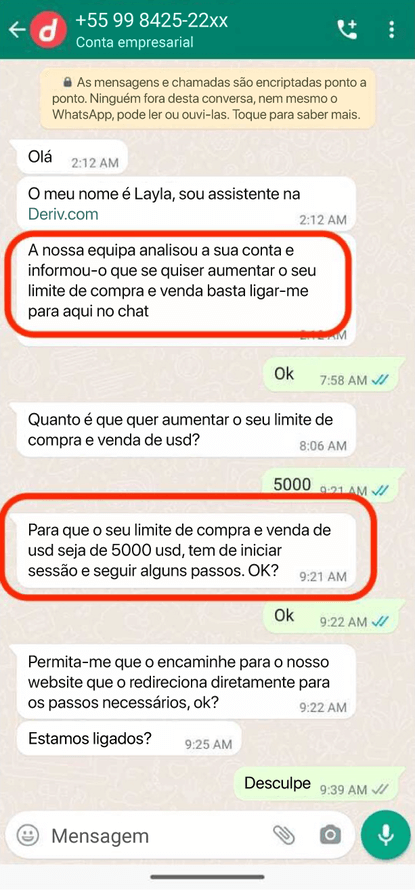 +55 99 8425-22xx
Conta empresarial
As mensagens e chamadas são encriptadas ponto a
ponto. Ninguém fora desta conversa, nem mesmo o
WhatsApp, pode ler ou ouvi-las. Toque para saber mais.
Olá 2:12 AM
O meu nome é Layla, sou assistente na
Deriv.com
2:12 AM
A nossa equipa analisou a sua conta e
informou-o que se quiser aumentar o seu
limite de compra e venda basta ligar-me
para aqui no chat
2:12 AM
Ok 7:58 AM
Quanto é que quer aumentar o seu limite de
compra e venda de usd?
8:06 AM
5000 9:21 AM
Para que o seu limite de compra e venda de
usd seja de 5000 usd, tem de iniciar
sessão e seguir alguns passos. OK?
9:21 AM
Ok 9:22 AM
Permita-me que o encaminhe para o nosso
website que o redireciona diretamente para
os passos necessários, ok?
9:22 AM
Estamos ligados? 9:25 AM
Desculpe 9:39 AM
Mensagem